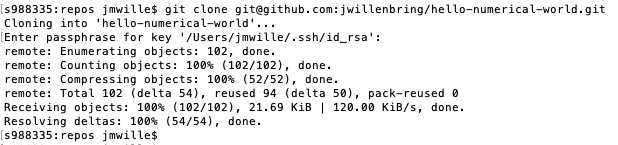 [s988335:repos jmwille$ git clone git@github.com:jwillenbring/hello-numerical-world.git
Cloning into 'hello-numerical-world'...
[Enter passphrase for key '/Users/jmwille/.ssh/id_rsa':
remote: Enumerating objects: 102, done.
remote: Counting objects: 100% (102/102), done.
remote: Compressing objects: 100% (52/52), done.
remote: Total 102 (delta 54), reused 94 (delta 50), pack-reused 0
Receiving objects: 100% (102/102), 21.69 KiB | 120.00 KiB/s, done.
Resolving deltas: 100% (54/54), done.
[s988335:repos jmwille$